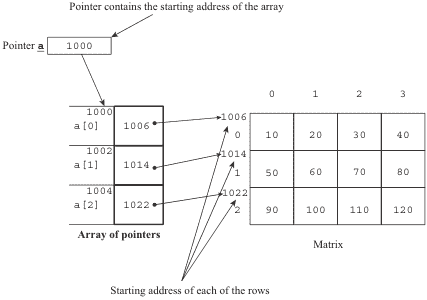 Pointer contains the starting address of the array
Pointer a 1000
0 1 2 3
1000
a[0] 1006
1006
0 10 20 30 40
1002
a[1] 1014
1014
1 50 60 70 80
1004
a[2] 1022
1022
2 90 100 110 120
Array of pointers
Matrix
Starting address of each of the rows